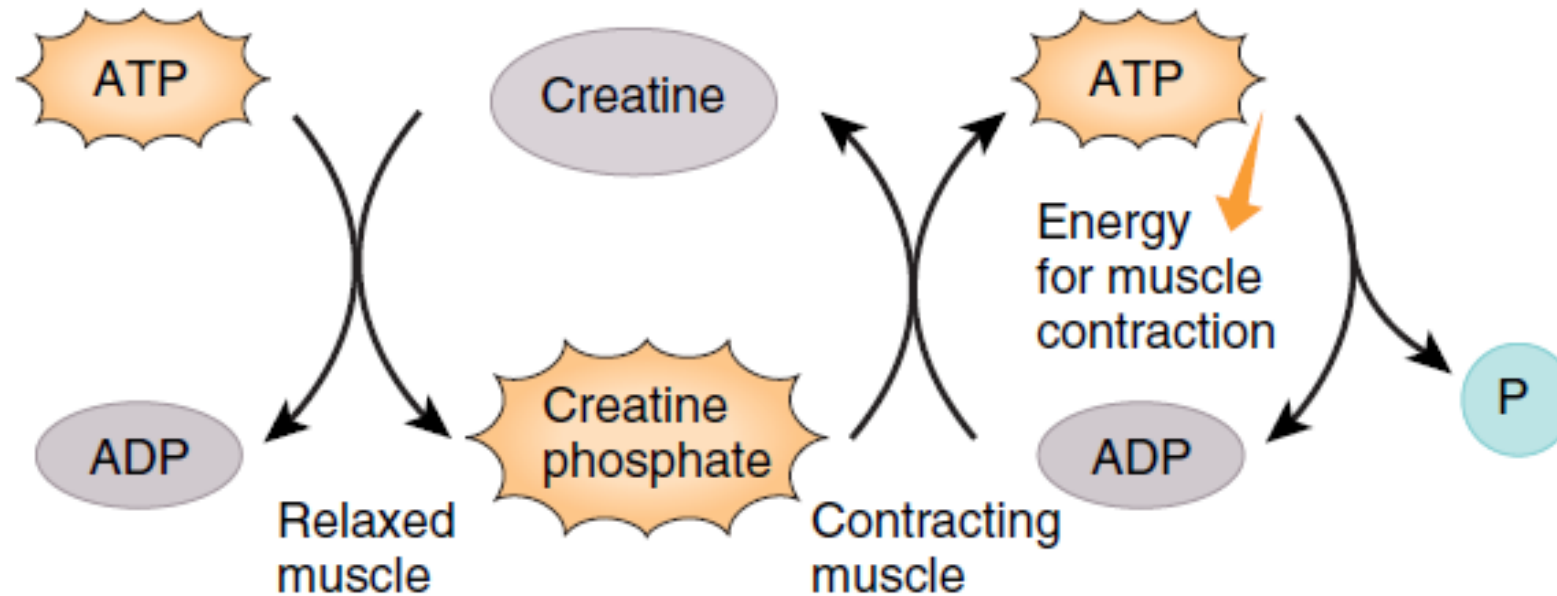 ATP
Creatine
ATP
Energy
for muscle
contraction
ADP
Creatine
phosphate
ADP
P
Relaxed
muscle
Contracting
muscle